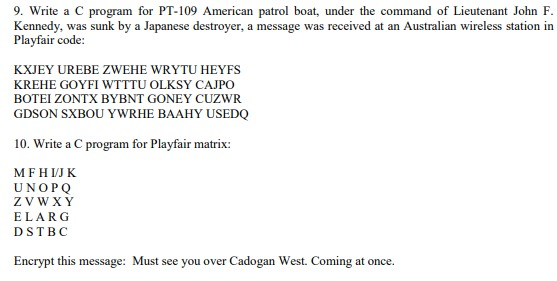 9. Write a C program for PT-109 American patrol boat, under the command of Lieutenant John F.
Kennedy, was sunk by a Japanese destroyer, a message was received at an Australian wireless station in
Playfair code:
KXJEY UREBE ZWEHE WRYTU HEYFS
KREHE GOYFI WTTTU OLKSY CAJPO
BOTEI ZONTX BYBNT GONEY CUZWR
GDSON SXBOU YWRHE BAAHY USEDQ
10. Write a C program for Playfair matrix:
M F H I/J K
U N O P Q
Z V W X Y
E L A R G
D S T B C
Encrypt this message: Must see you over Cadogan West. Coming at once.